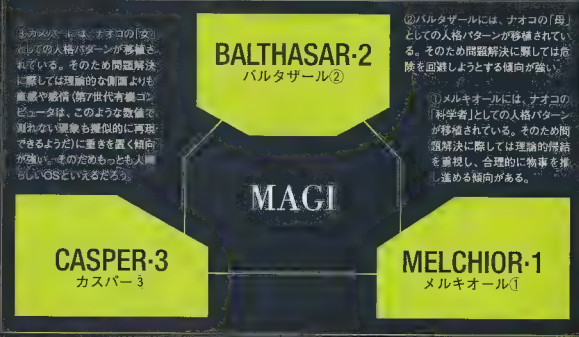 ③カスパーには、ナオコの「女」
としての人格パターンが移植さ
れている。そのため問題解決
に際しては理論的な側面よりも
直感や感情(第7世代有機コン
ピュータは、このような数値で
測れない現象も擬似的に再現
できるようだ)に重きを置く傾向
が強い。そのためもっとも人間
らしいOSといえるだろう。
BALTHASAR·2
バルタザール②
②バルタザールには、ナオコの「母」
としての人格パターンが移植されてい
る。そのため問題解決に際しては危
険を回避しようとする傾向が強い。
①メルキオールには、ナオコの
「科学者」としての人格パターン
が移植されている。そのため問
題解決に際しては理論的帰結
を重視し、合理的に物事を推
し進める傾向がある。
MAGI
CASPER·3
カスパー3
MELCHIOR·1
メルキオール①